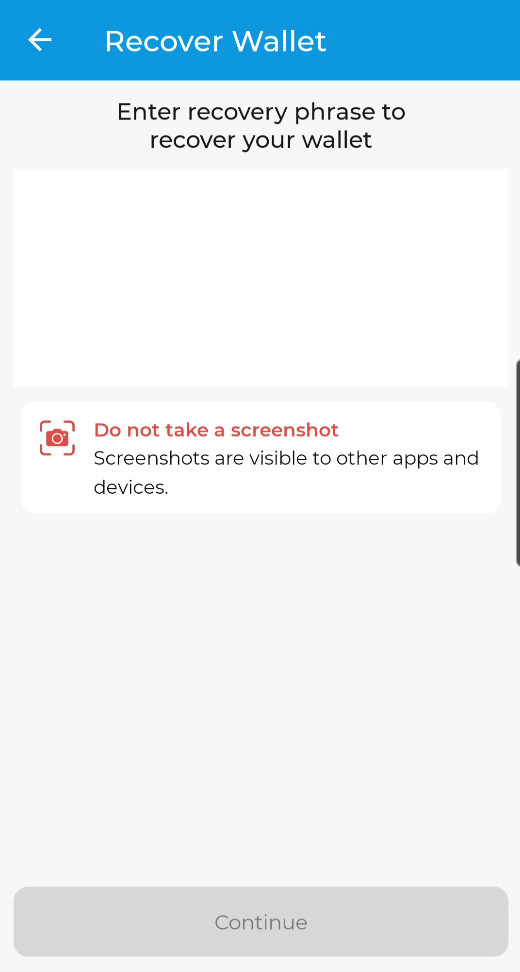 Recover Wallet
Enter recovery phrase to
recover your wallet
Do not take a screenshot
Screenshots are visible to other apps and
devices.
Continue